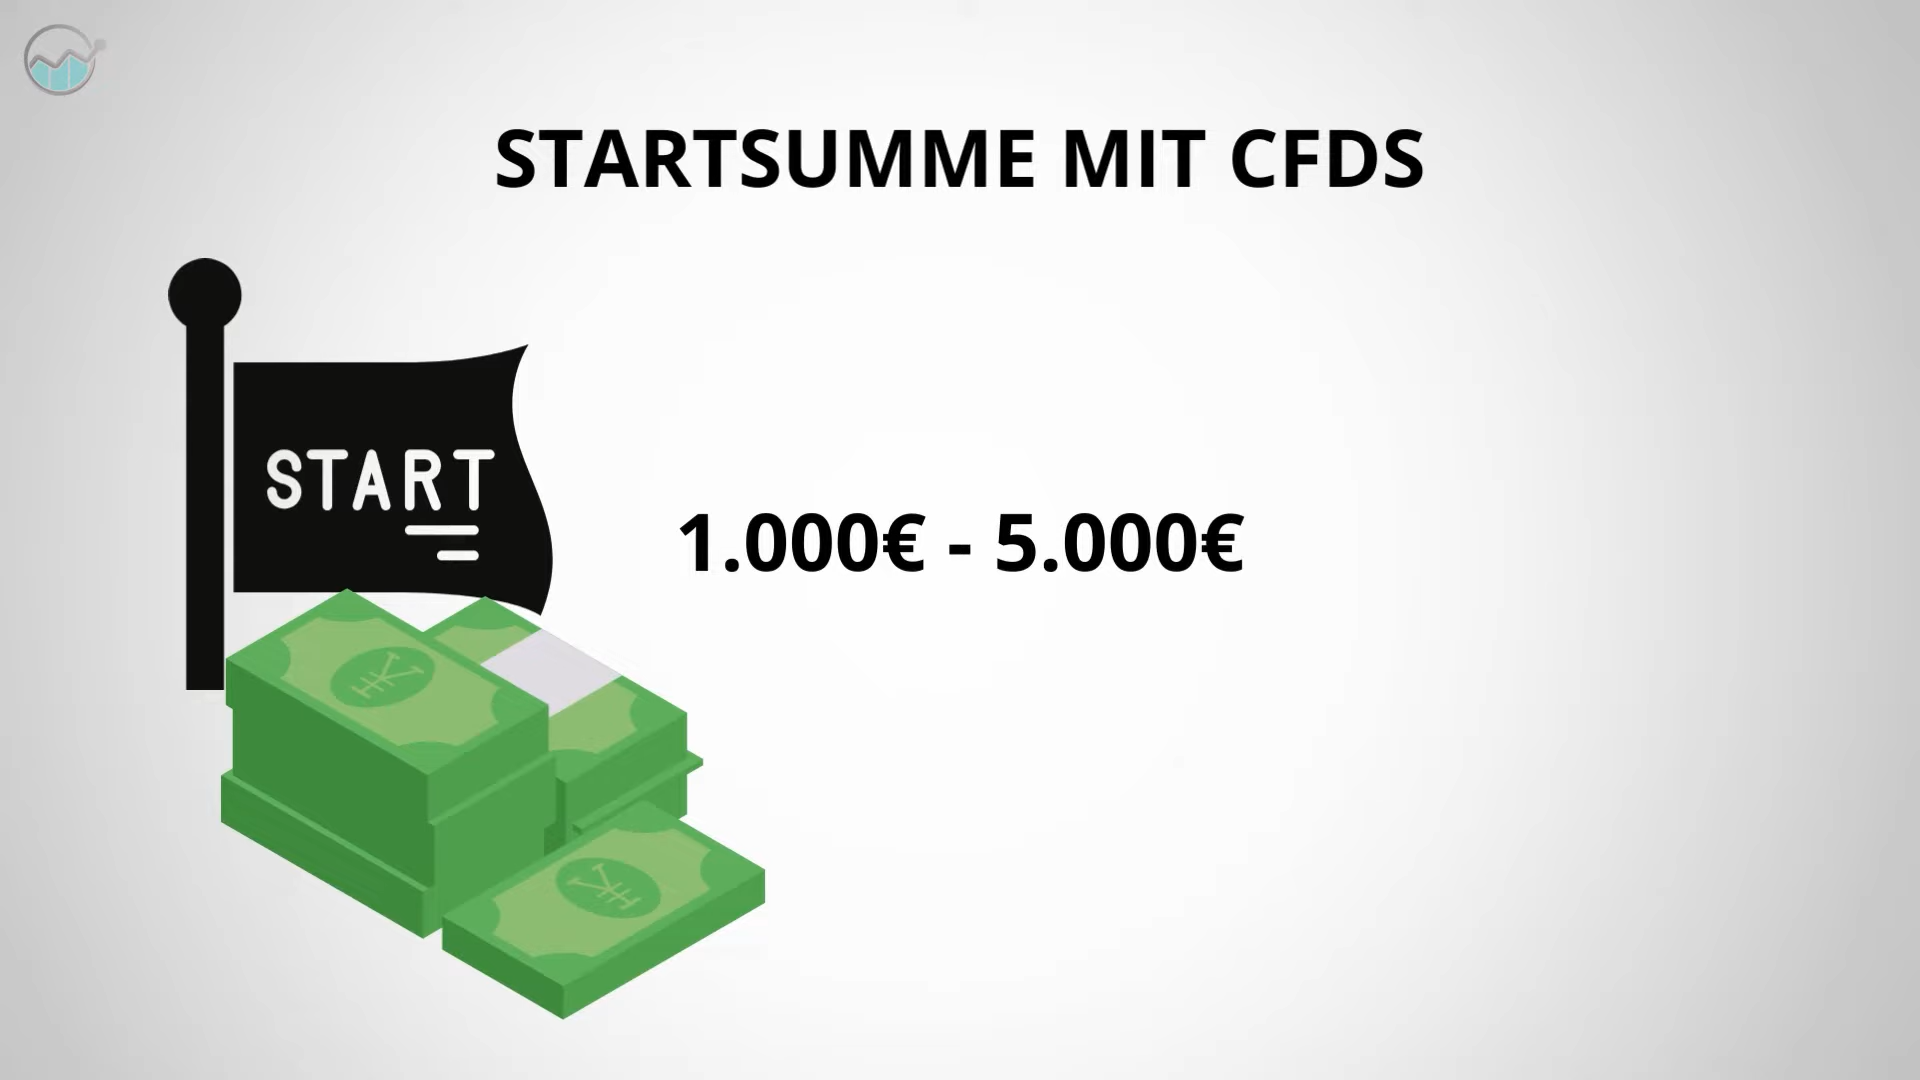 STARTSUMME MIT CFDS
START
1.000€ - 5.000€
¥
¥